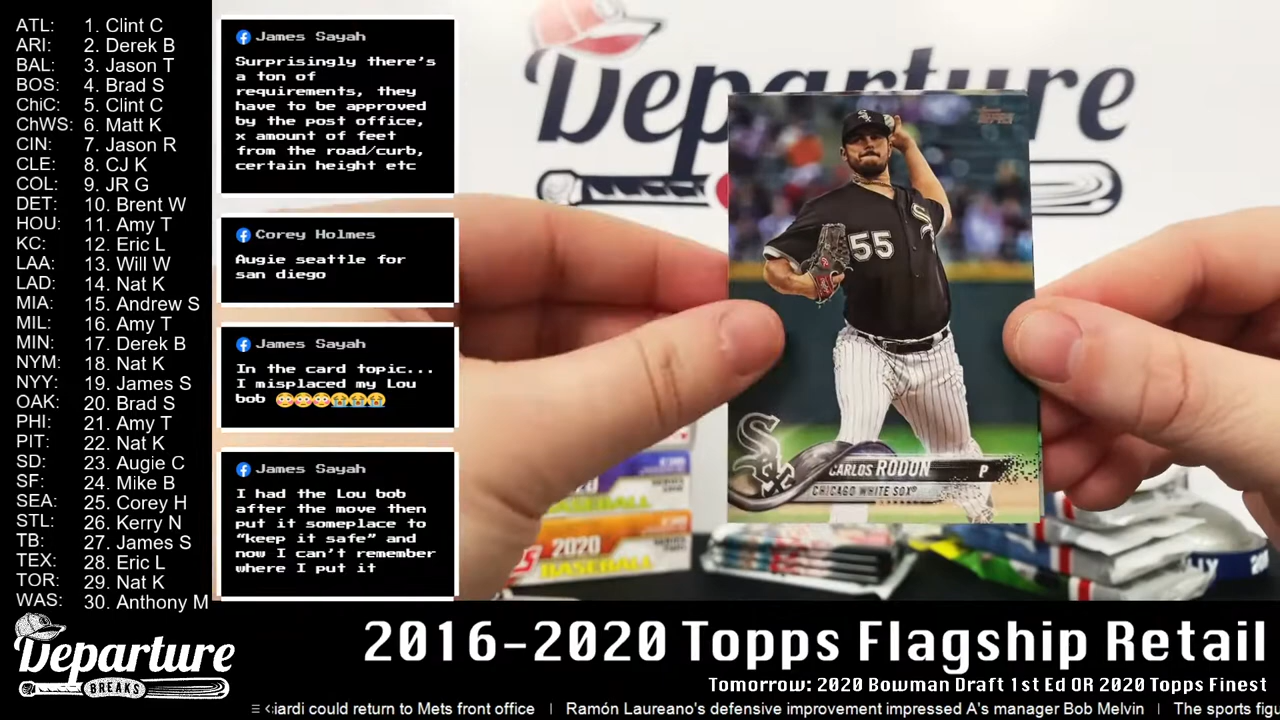 ATL: 1. Clint C
ARI: 2. Derek B
BAL: 3. Jason T
BOS: 4. Brad S
ChiC: 5. Clint C
ChWS: 6. Matt K
CIN: 7. Jason R
CLE: 8. CJ K
COL: 9. JR G
DET: 10. Brent W
HOU: 11. Amy T
KC: 12. Eric L
LAA: 13. Will W
LAD: 14. Nat K
MIA: 15. Andrew S
MIL: 16. Amy T
MIN: 17. Derek B
NYM: 18. Nat K
NYY: 19. James S
OAK: 20. Brad S
PHI: 21. Amy T
PIT: 22. Nat K
SD: 23. Augie C
SF: 24. Mike B
SEA: 25. Corey H
STL: 26. Kerry N
TB: 27. James S
TEX: 28. Eric L
TOR: 29. Nat K
WAS: 30. Anthony M
James Sayah
Surprisingly there's
a ton of
requirements, they
have to be approved
by the post office,
x amount of feet
from the road/curb,
certain height etc
Corey Holmes
Augie seattle for
san diego
James Sayah
In the card topic...
I misplaced my Lou
bob 😳😳😳😭😭😭
James Sayah
I had the Lou bob
after the move then
put it someplace to
"keep it safe" and
now I can't remember
where I put it
Departure
TOPPS
Sox
55
Sox
CARLOS RODON P
CHICAGO WHITE SOX
2020
BASEBALL
Departure
BREAKS
2016-2020 Topps Flagship Retail
Tomorrow: 2020 Bowman Draft 1st Ed OR 2020 Topps Finest
iardi could return to Mets front office | Ramón Laureano's defensive improvement impressed A's manager Bob Melvin | The sports figu